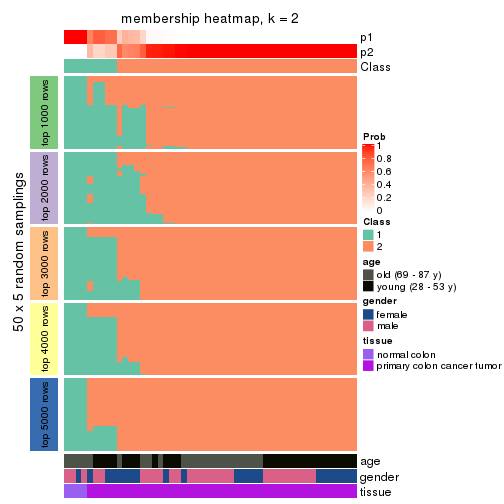 membership heatmap, k = 2
p1
p2
Class
50 x 5 random samplings
top 1000 rows
top 2000 rows
top 3000 rows
top 4000 rows
top 5000 rows
age
gender
tissue
Prob
1
0.8
0.6
0.4
0.2
0
Class
1
2
age
old (69 - 87 y)
young (28 - 53 y)
gender
female
male
tissue
normal colon
primary colon cancer tumor